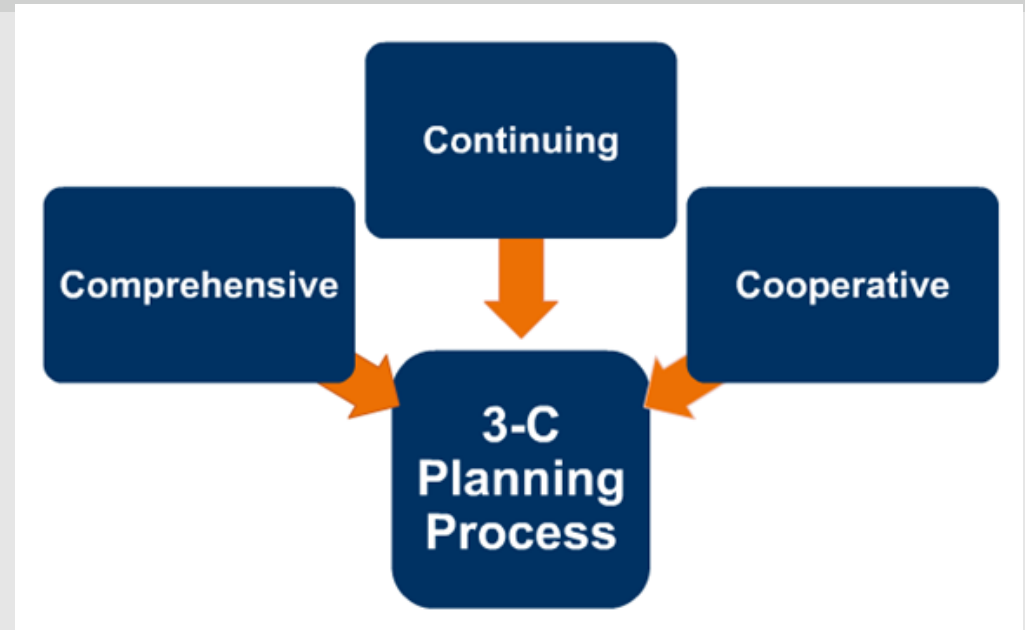 Continuing
Comprehensive
Cooperative
3-C
Planning
Process